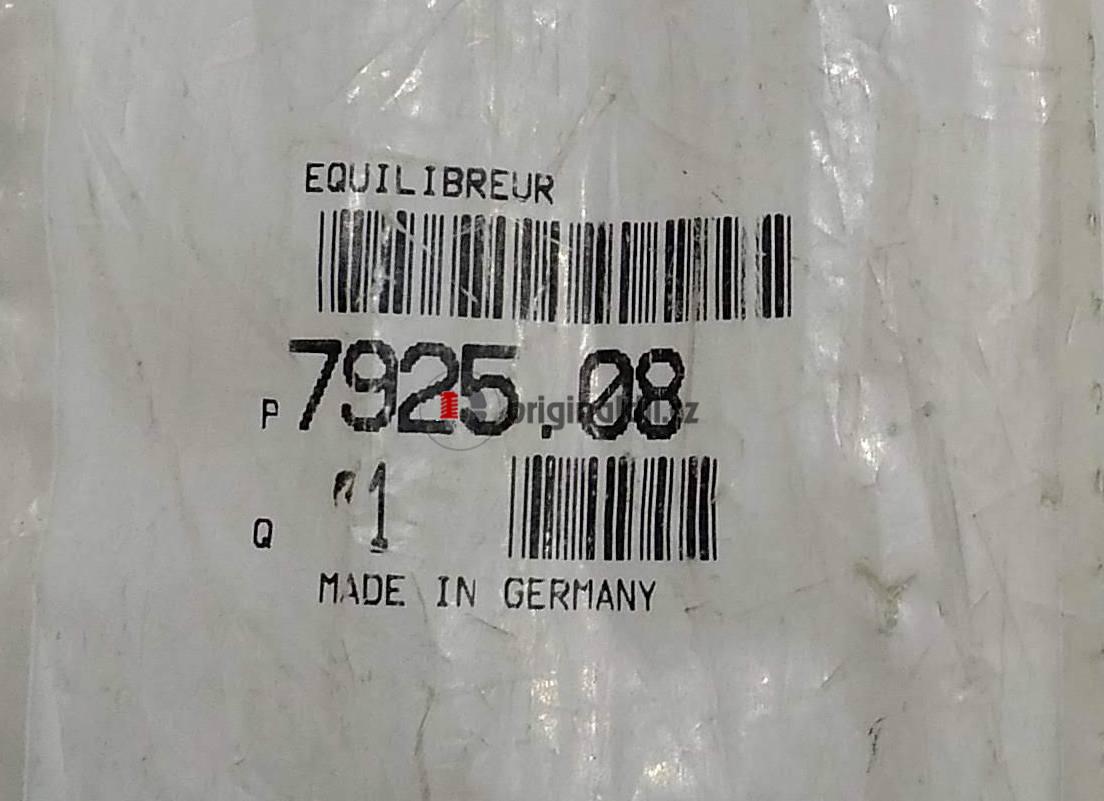 EQUILIBREUR
P 7925.08
Q 1
MADE IN GERMANY